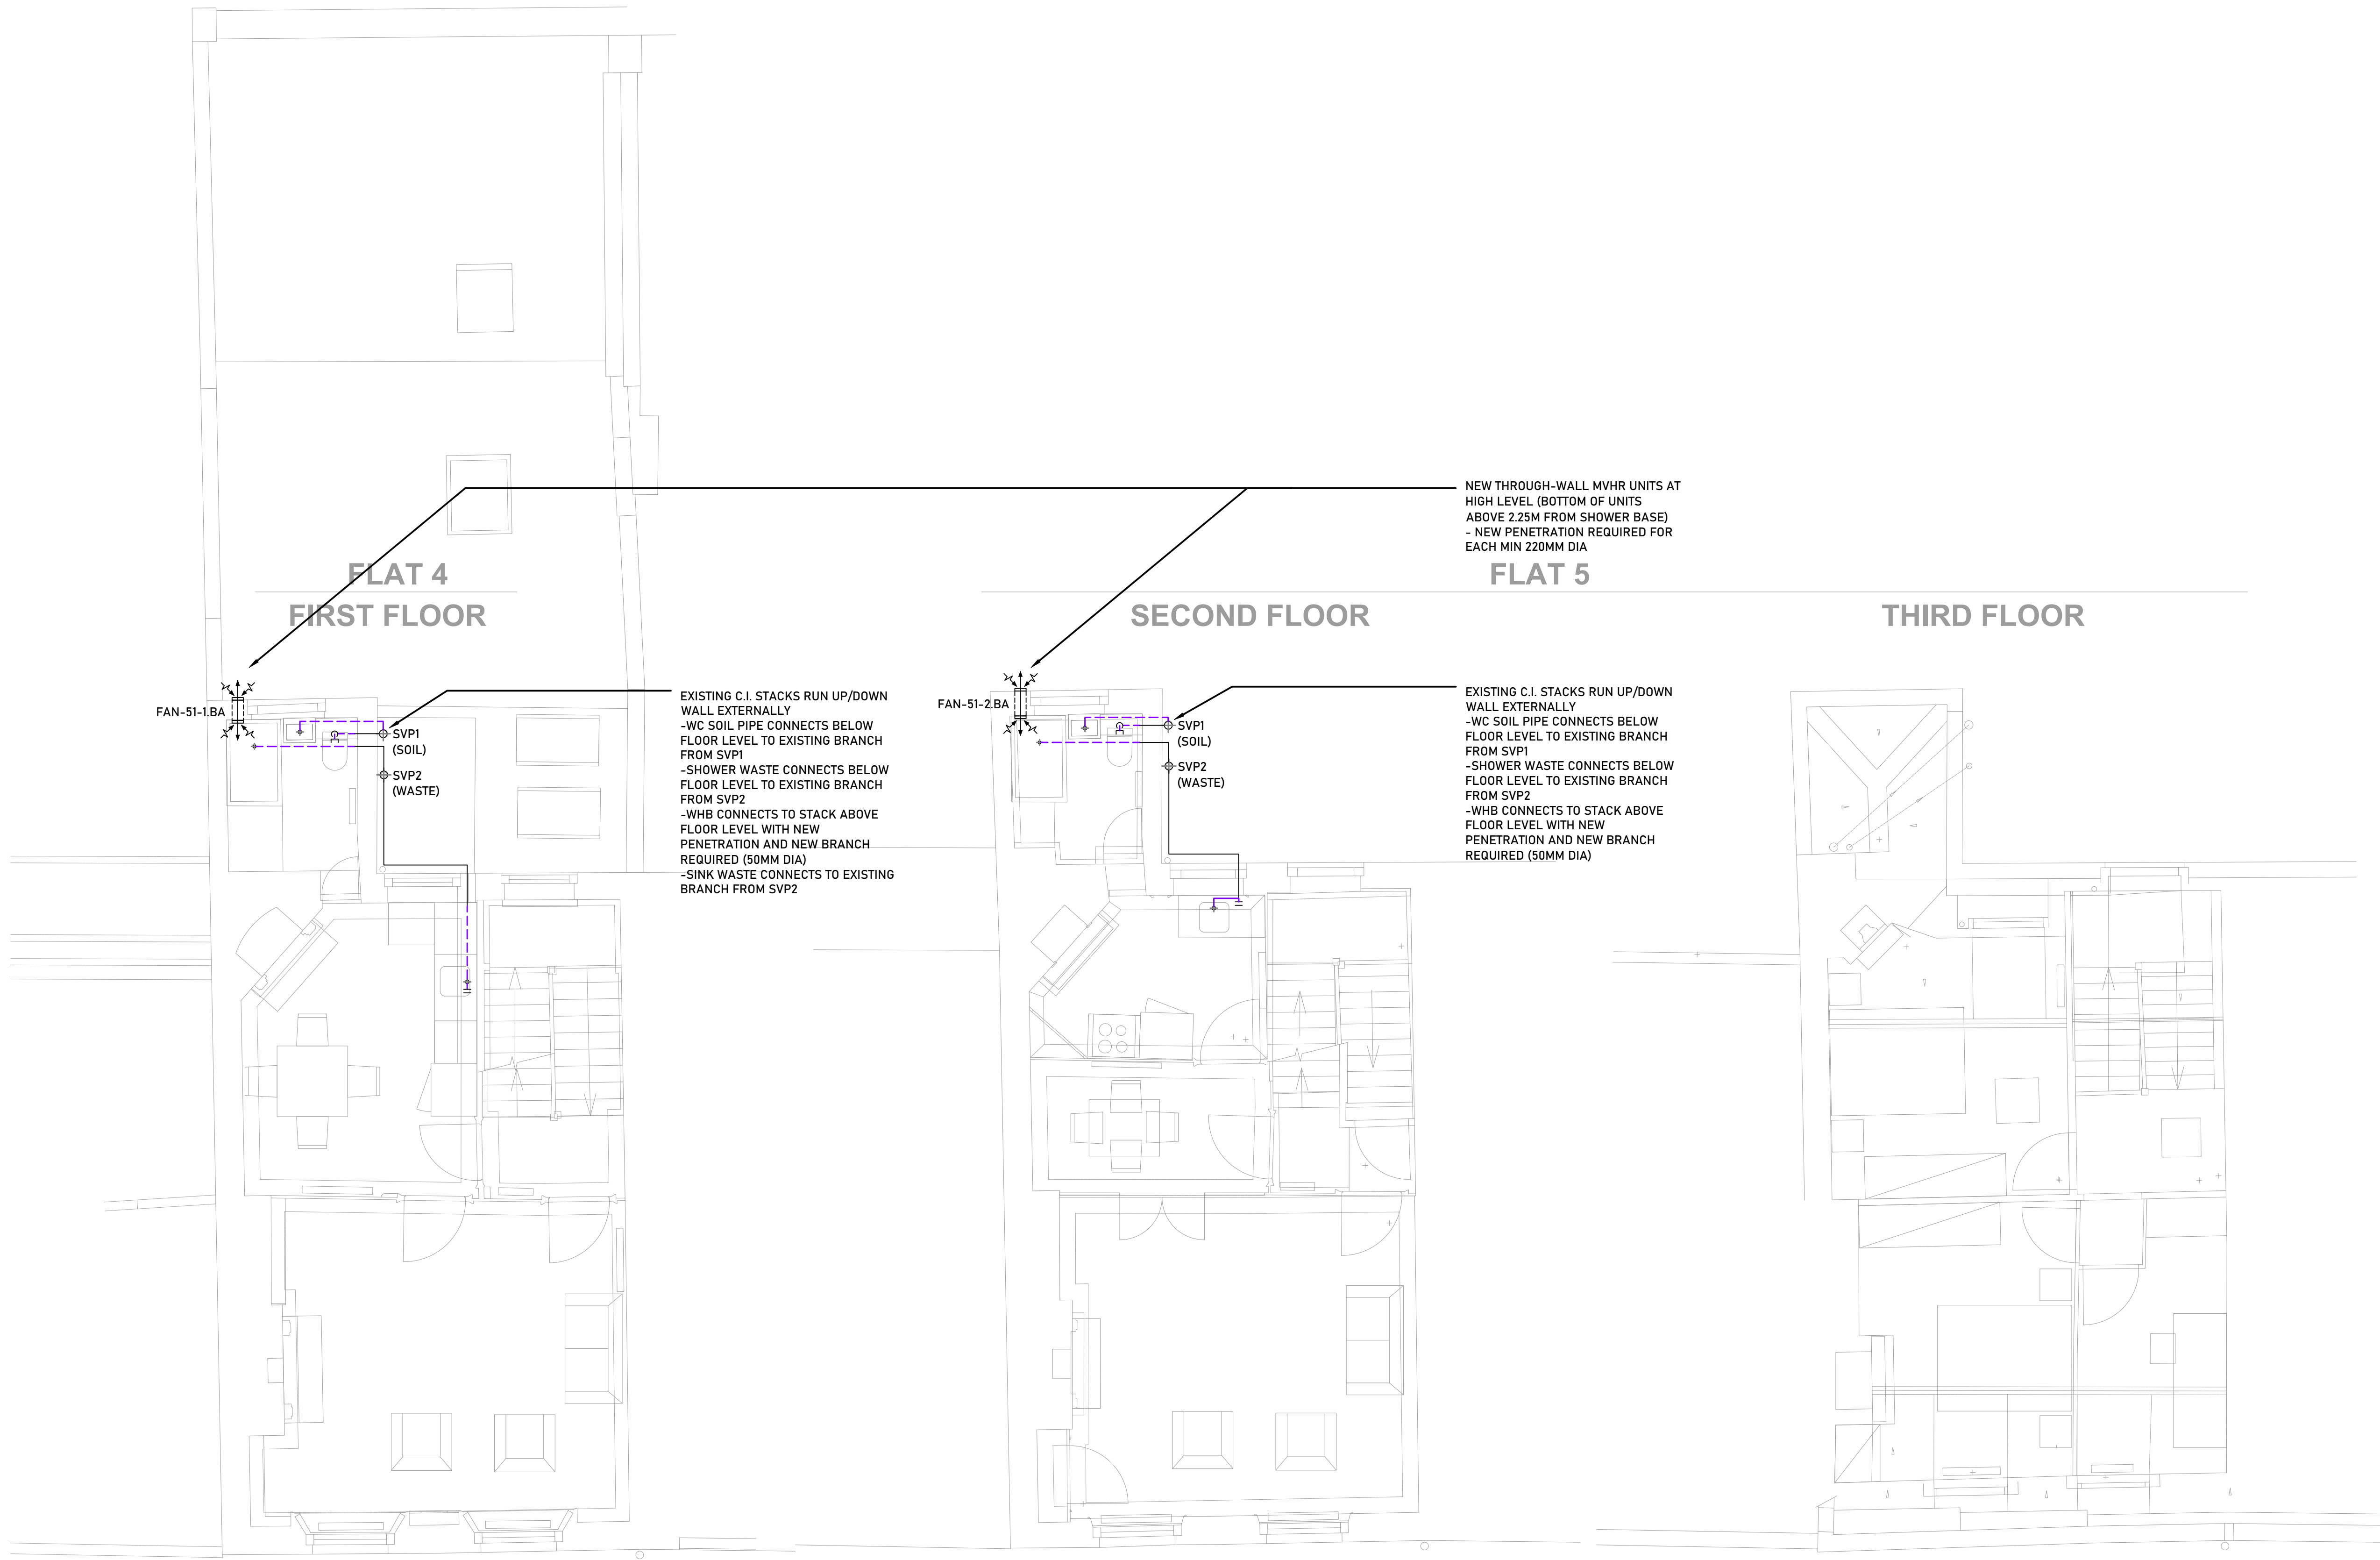 NEW THROUGH-WALL MVHR UNITS AT
HIGH LEVEL (BOTTOM OF UNITS
ABOVE 2.25M FROM SHOWER BASE)
- NEW PENETRATION REQUIRED FOR
EACH MIN 220MM DIA
FLAT 4
FIRST FLOOR
FLAT 5
SECOND FLOOR
THIRD FLOOR
FAN-51-1.BA
SVP1
(SOIL)
SVP2
(WASTE)
EXISTING C.I. STACKS RUN UP/DOWN
WALL EXTERNALLY
-WC SOIL PIPE CONNECTS BELOW
FLOOR LEVEL TO EXISTING BRANCH
FROM SVP1
-SHOWER WASTE CONNECTS BELOW
FLOOR LEVEL TO EXISTING BRANCH
FROM SVP2
-WHB CONNECTS TO STACK ABOVE
FLOOR LEVEL WITH NEW
PENETRATION AND NEW BRANCH
REQUIRED (50MM DIA)
-SINK WASTE CONNECTS TO EXISTING
BRANCH FROM SVP2
FAN-51-2.BA
SVP1
(SOIL)
SVP2
(WASTE)
EXISTING C.I. STACKS RUN UP/DOWN
WALL EXTERNALLY
-WC SOIL PIPE CONNECTS BELOW
FLOOR LEVEL TO EXISTING BRANCH
FROM SVP1
-SHOWER WASTE CONNECTS BELOW
FLOOR LEVEL TO EXISTING BRANCH
FROM SVP2
-WHB CONNECTS TO STACK ABOVE
FLOOR LEVEL WITH NEW
PENETRATION AND NEW BRANCH
REQUIRED (50MM DIA)